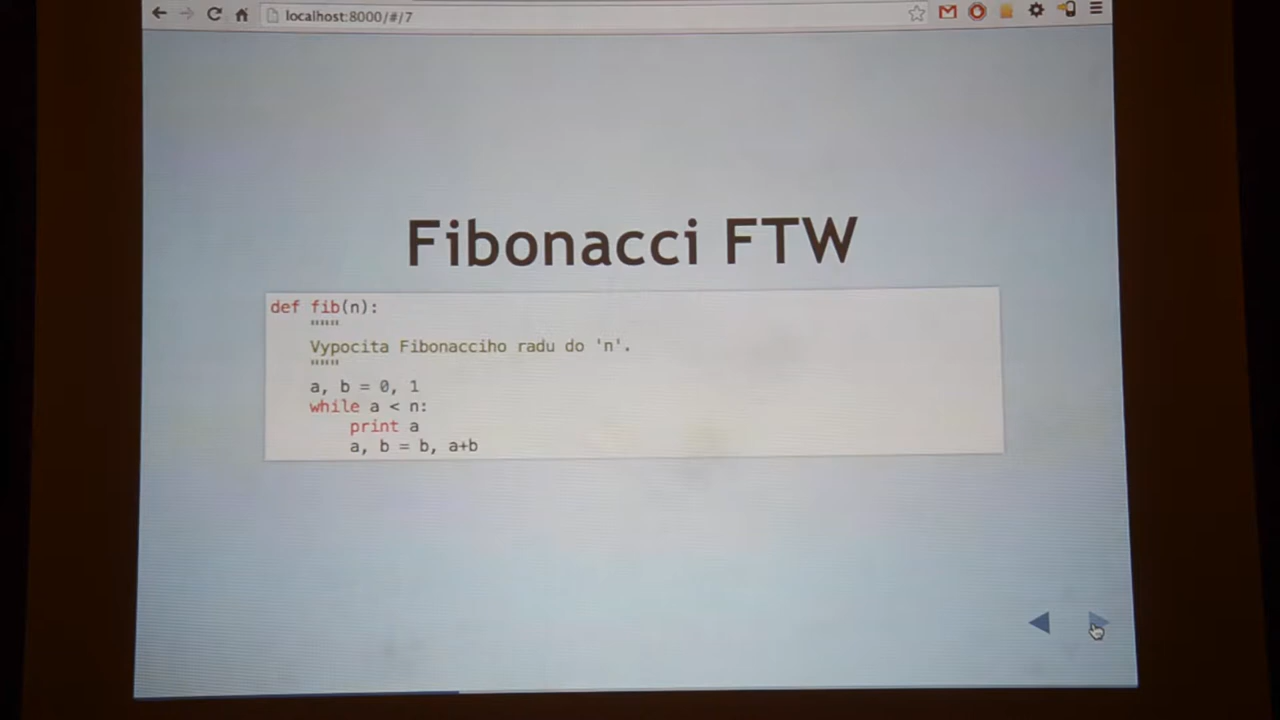 localhost:8000/#/7
Fibonacci FTW
def fib(n):
    """
    Vypocita Fibonacciho radu do 'n'.
    """
    a, b = 0, 1
    while a < n:
        print a
        a, b = b, a+b